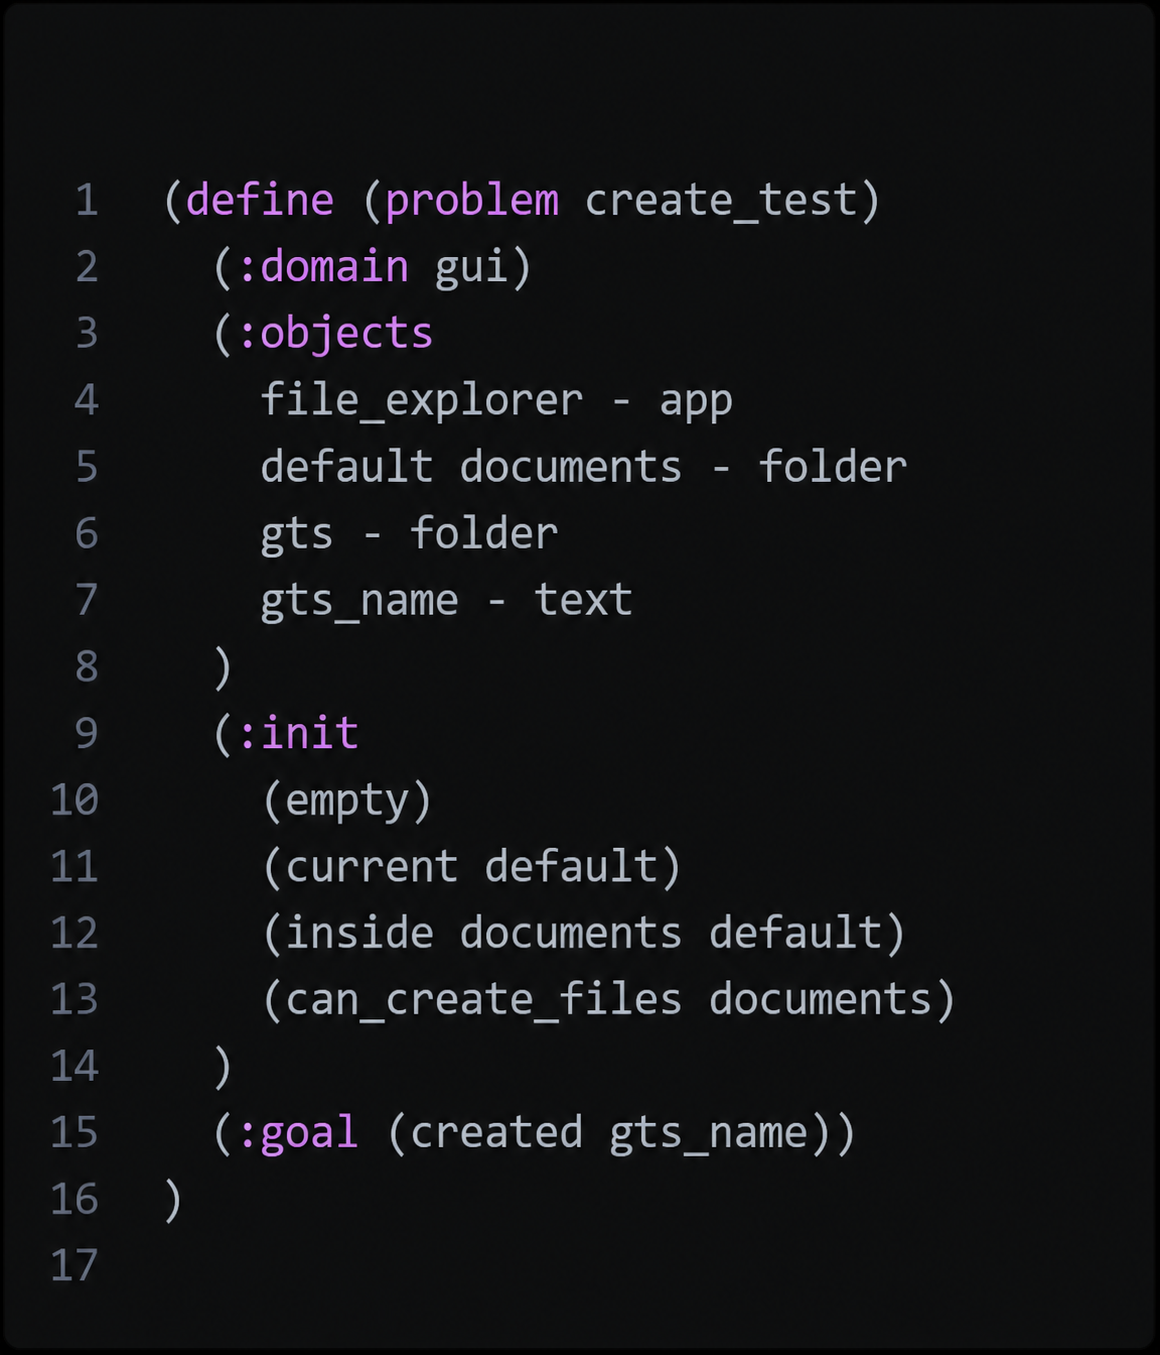 1 (define (problem create_test)
2 (:domain gui)
3 (:objects
4 file_explorer - app
5 default documents - folder
6 gts - folder
7 gts_name - text
8 )
9 (:init
10 (empty)
11 (current default)
12 (inside documents default)
13 (can_create_files documents)
14 )
15 (:goal (created gts_name))
16 )
17